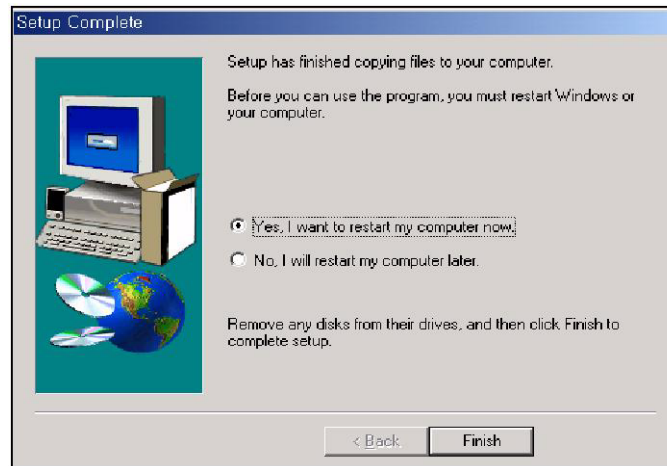 Setup Complete
Setup has finished copying files to your computer.
Before you can use the program, you must restart Windows or
your computer.
Yes, I want to restart my computer now.
No, I will restart my computer later.
Remove any disks from their drives, and then click Finish to
complete setup.
< Back
Finish